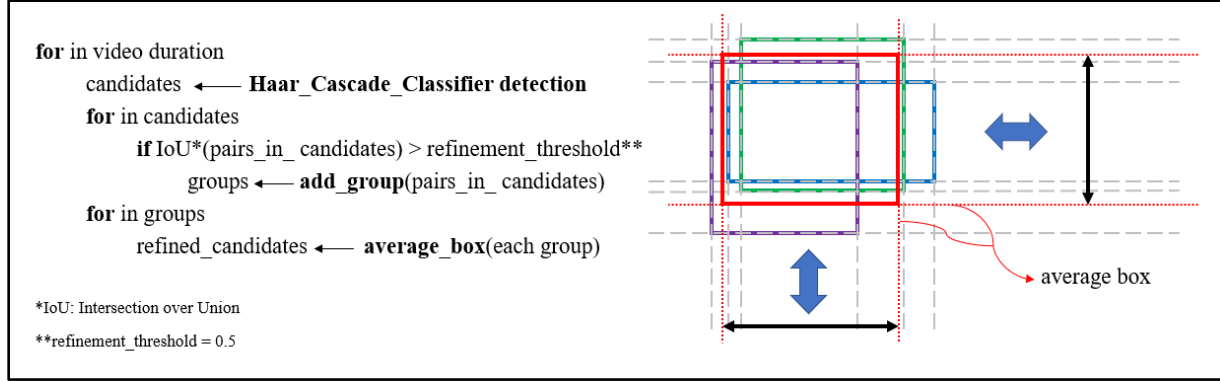 for in video duration
candidates ← Haar_Cascade_Classifier detection
for in candidates
if IoU*(pairs_in_ candidates) > refinement_threshold**
groups ← add_group(pairs_in_ candidates)
for in groups
refined_candidates ← average_box(each group)
*IoU: Intersection over Union
**refinement_threshold = 0.5
average box